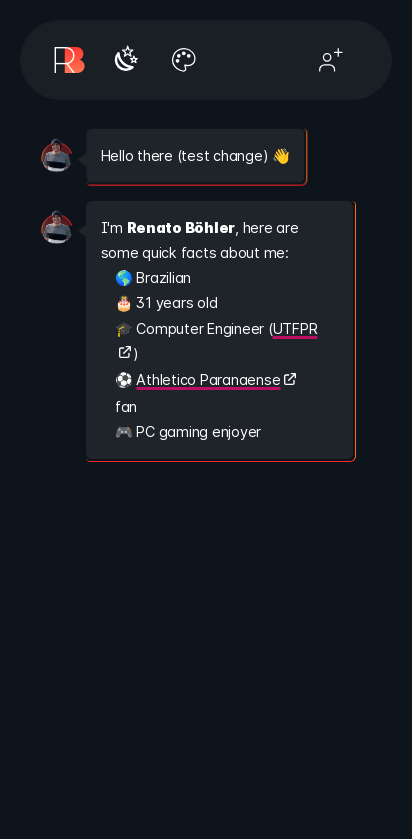 RB
Hello there (test change) 👋
I'm Renato Böhler, here are
some quick facts about me:
🌎 Brazilian
🎂 31 years old
🎓 Computer Engineer (UTFPR
)
⚽ Athletico Paranaense
fan
🎮 PC gaming enjoyer